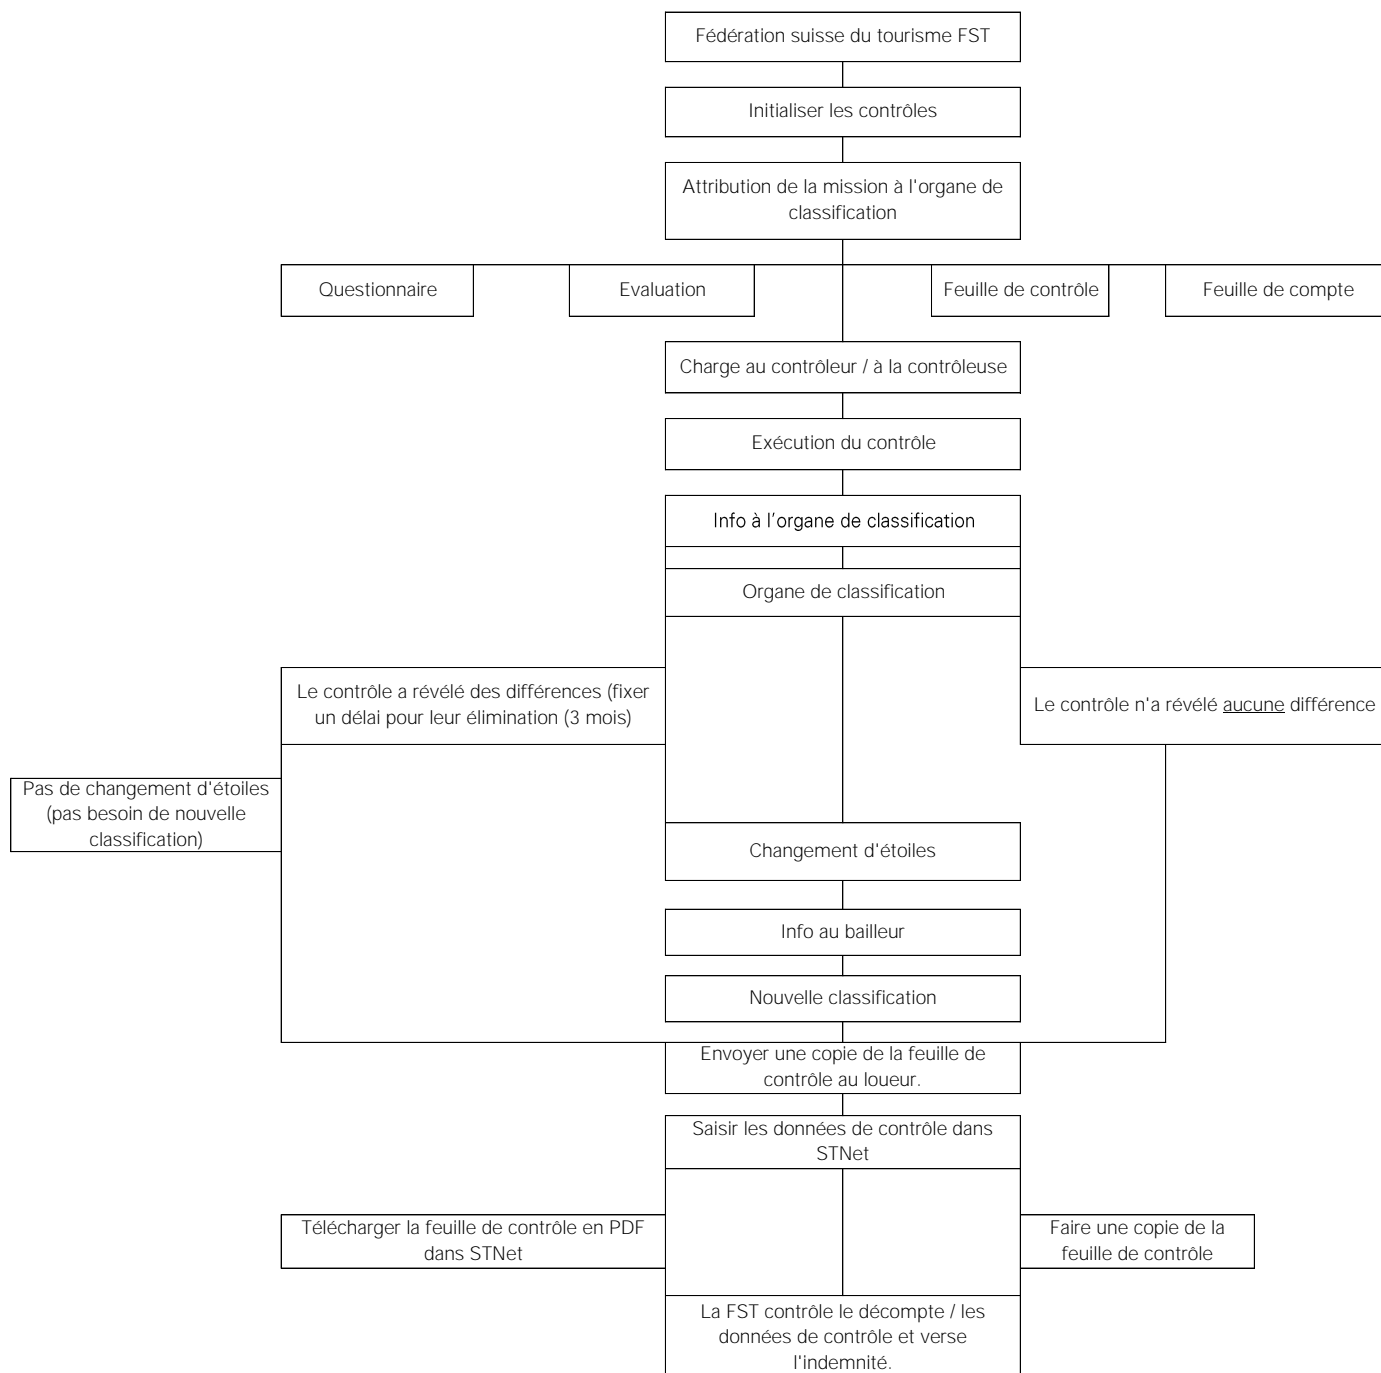 Fédération suisse du tourisme FST
Initialiser les contrôles
Attribution de la mission à l'organe de
classification
Questionnaire
Evaluation
Feuille de contrôle
Feuille de compte
Charge au contrôleur / à la contrôleuse
Exécution du contrôle
Info à l'organe de classification
Organe de classification
Le contrôle a révélé des différences (fixer
un délai pour leur élimination (3 mois)
Le contrôle n'a révélé aucune différence
Pas de changement d'étoiles
(pas besoin de nouvelle
classification)
Changement d'étoiles
Info au bailleur
Nouvelle classification
Envoyer une copie de la feuille de
contrôle au loueur.
Saisir les données de contrôle dans
STNet
Télécharger la feuille de contrôle en PDF
dans STNet
Faire une copie de la
feuille de contrôle
La FST contrôle le décompte / les
données de contrôle et verse
l'indemnité.